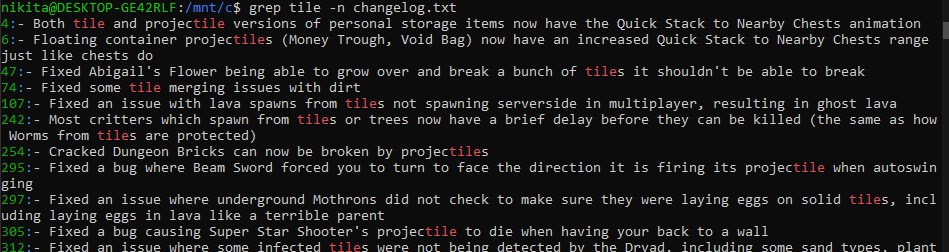 nikita@DESKTOP-GE42RLF:/mnt/c$ grep tile -n changelog.txt
4:- Both tile and projectile versions of personal storage items now have the Quick Stack to Nearby Chests animation
6:- Floating container projectiles (Money Trough, Void Bag) now have an increased Quick Stack to Nearby Chests range
just like chests do
47:- Fixed Abigail's Flower being able to grow over and break a bunch of tiles it shouldn't be able to break
74:- Fixed some tile merging issues with dirt
107:- Fixed an issue with lava spawns from tiles not spawning serverside in multiplayer, resulting in ghost lava
242:- Most critters which spawn from tiles or trees now have a brief delay before they can be killed (the same as how
 Worms from tiles are protected)
254:- Cracked Dungeon Bricks can now be broken by projectiles
295:- Fixed a bug where Beam Sword forced you to turn to face the direction it is firing its projectile when autoswin
ging
297:- Fixed an issue where underground Mothrons did not check to make sure they were laying eggs on solid tiles, incl
uding laying eggs in lava like a terrible parent
305:- Fixed a bug causing Super Star Shooter's projectile to die when having your back to a wall
312:- Fixed an issue where some infected tiles were not being detected by the Dryad, including some sand types, plant